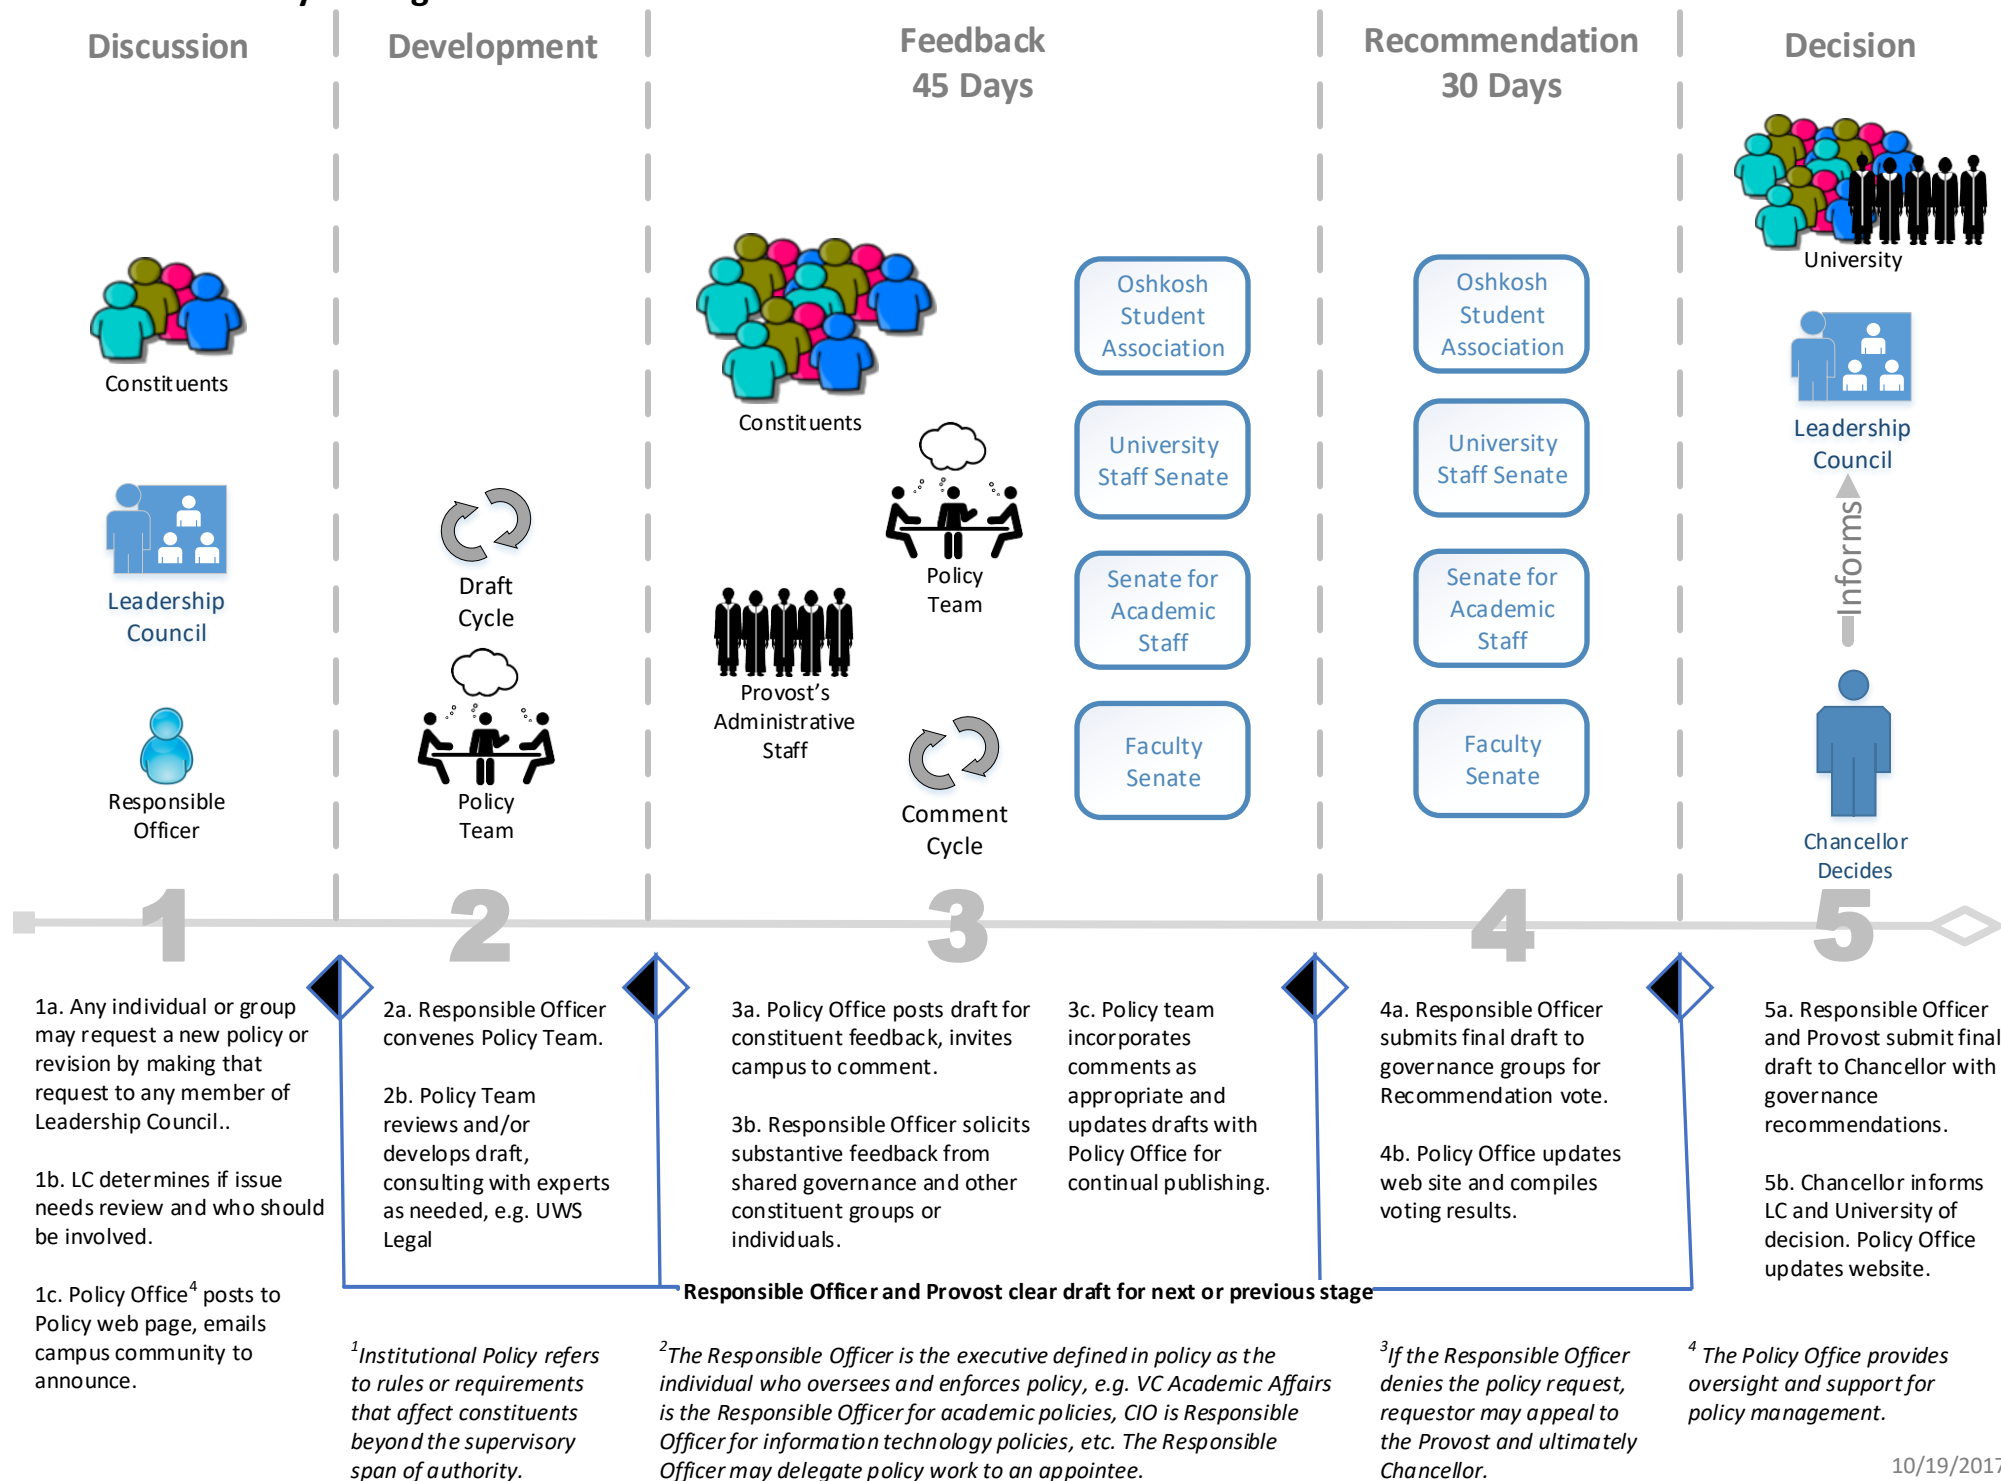 Discussion
Development
Feedback
45 Days
Recommendation
30 Days
Decision
Constituents
Leadership
Council
Responsible
Officer
Draft
Cycle
Policy
Team
Constituents
Policy
Team
Provost's
Administrative
Staff
Comment
Cycle
Oshkosh
Student
Association
University
Staff Senate
Senate for
Academic
Staff
Faculty
Senate
Oshkosh
Student
Association
University
Staff Senate
Senate for
Academic
Staff
Faculty
Senate
University
Leadership
Council
Informs
Chancellor
Decides
1
2
3
4
5
1a. Any individual or group
may request a new policy or
revision by making that
request to any member of
Leadership Council..
1b. LC determines if issue
needs review and who should
be involved.
1c. Policy Office4 posts to
Policy web page, emails
campus community to
announce.
2a. Responsible Officer
convenes Policy Team.
2b. Policy Team
reviews and/or
develops draft,
consulting with experts
as needed, e.g. UWS
Legal
3a. Policy Office posts draft for
constituent feedback, invites
campus to comment.
3b. Responsible Officer solicits
substantive feedback from
shared governance and other
constituent groups or
individuals.
3c. Policy team
incorporates
comments as
appropriate and
updates drafts with
Policy Office for
continual publishing.
4a. Responsible Officer
submits final draft to
governance groups for
Recommendation vote.
4b. Policy Office updates
web site and compiles
voting results.
5a. Responsible Officer
and Provost submit final
draft to Chancellor with
governance
recommendations.
5b. Chancellor informs
LC and University of
decision. Policy Office
updates website.
Responsible Officer and Provost clear draft for next or previous stage
1Institutional Policy refers
to rules or requirements
that affect constituents
beyond the supervisory
span of authority.
2The Responsible Officer is the executive defined in policy as the
individual who oversees and enforces policy, e.g. VC Academic Affairs
is the Responsible Officer for academic policies, CIO is Responsible
Officer for information technology policies, etc. The Responsible
Officer may delegate policy work to an appointee.
3If the Responsible Officer
denies the policy request,
requestor may appeal to
the Provost and ultimately
Chancellor.
4 The Policy Office provides
oversight and support for
policy management.
10/19/2017